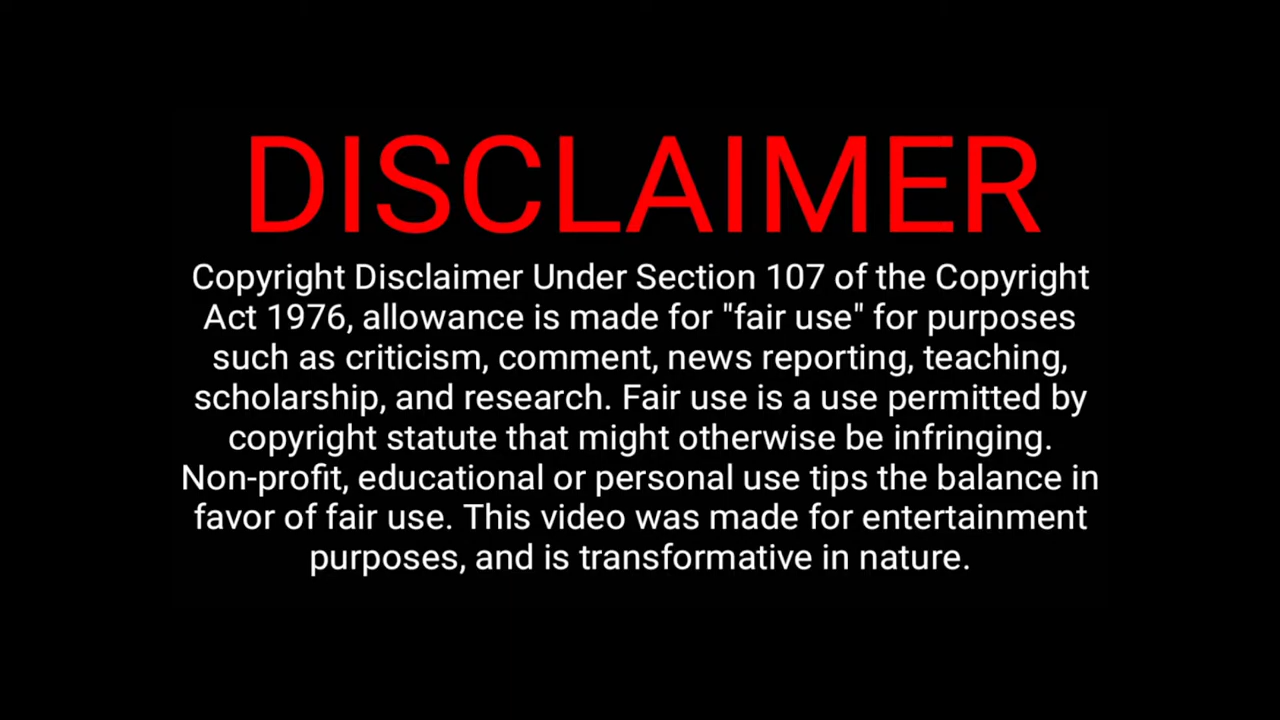 DISCLAIMER
Copyright Disclaimer Under Section 107 of the Copyright
Act 1976, allowance is made for "fair use" for purposes
such as criticism, comment, news reporting, teaching,
scholarship, and research. Fair use is a use permitted by
copyright statute that might otherwise be infringing.
Non-profit, educational or personal use tips the balance in
favor of fair use. This video was made for entertainment
purposes, and is transformative in nature.